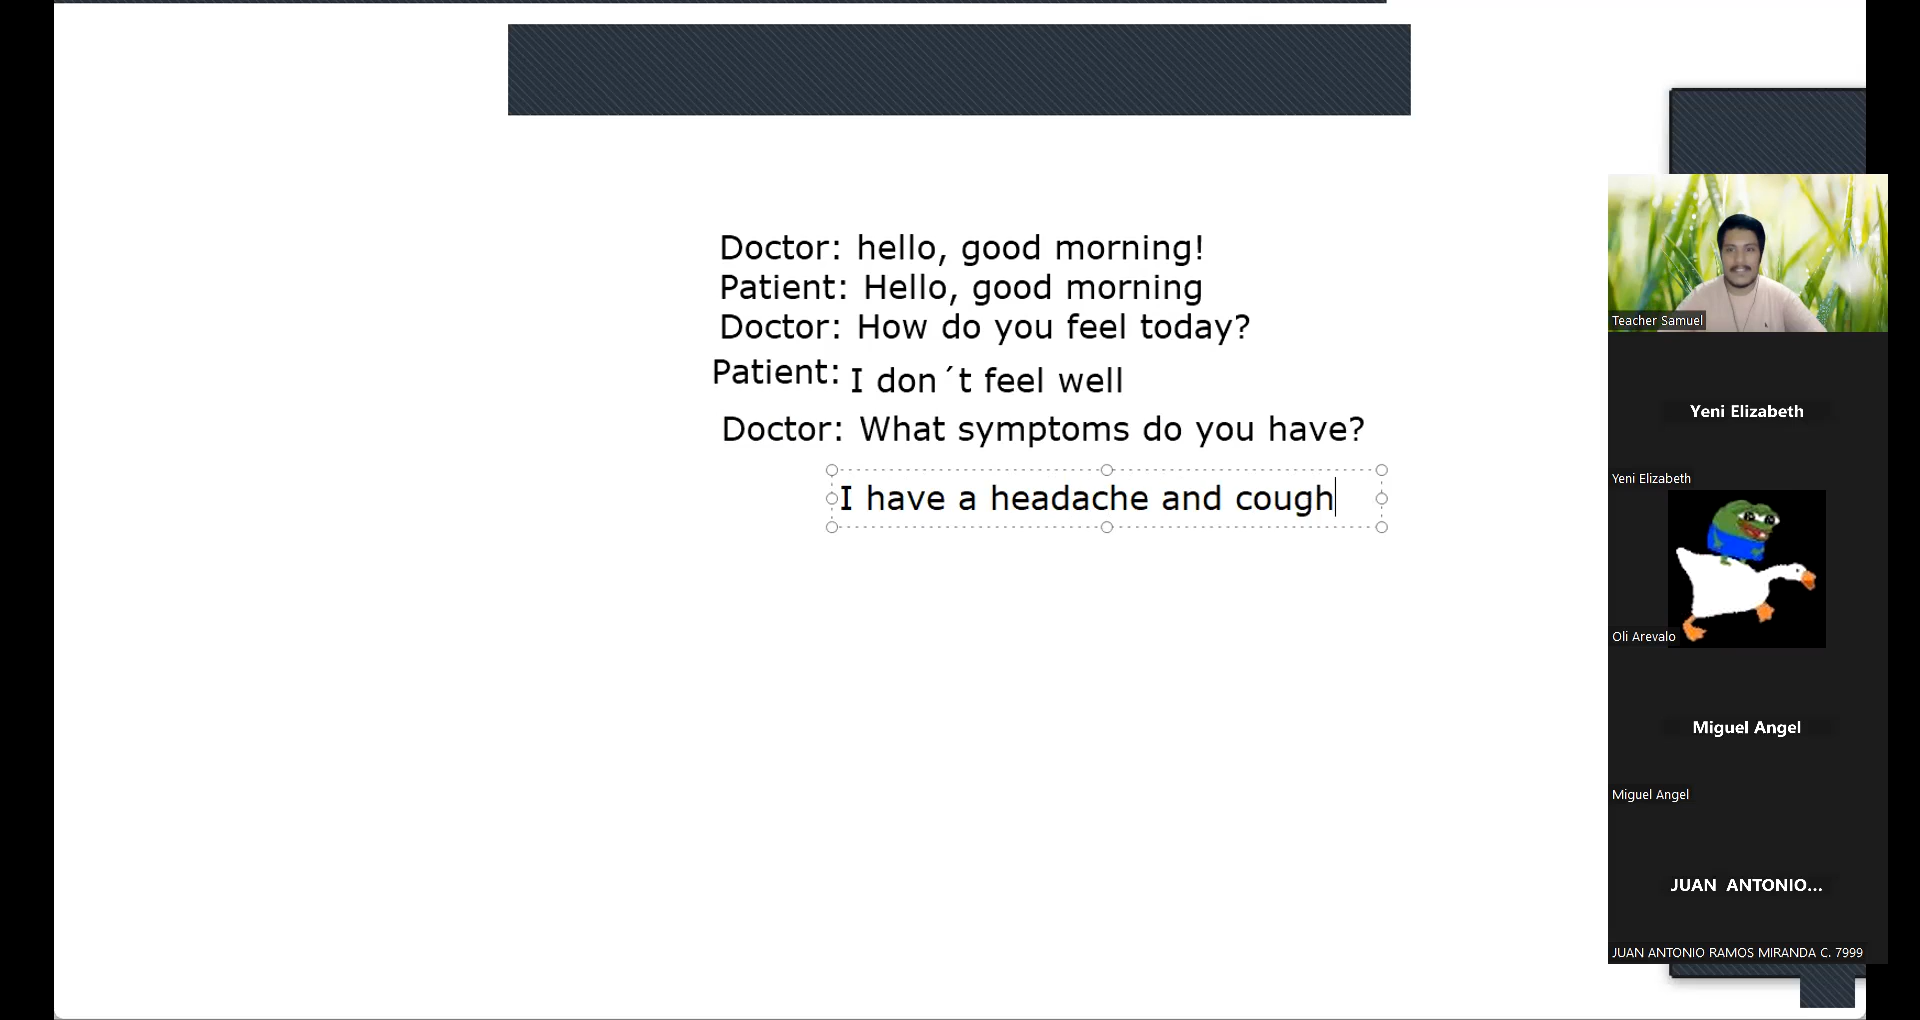 Doctor: hello, good morning!
Patient: Hello, good morning
Doctor: How do you feel today?
Patient: I don´t feel well
Doctor: What symptoms do you have?
I have a headache and cough
Teacher Samuel
Yeni Elizabeth
Yeni Elizabeth
Oli Arevalo
Miguel Angel
Miguel Angel
JUAN ANTONIO...
JUAN ANTONIO RAMOS MIRANDA C. 7999